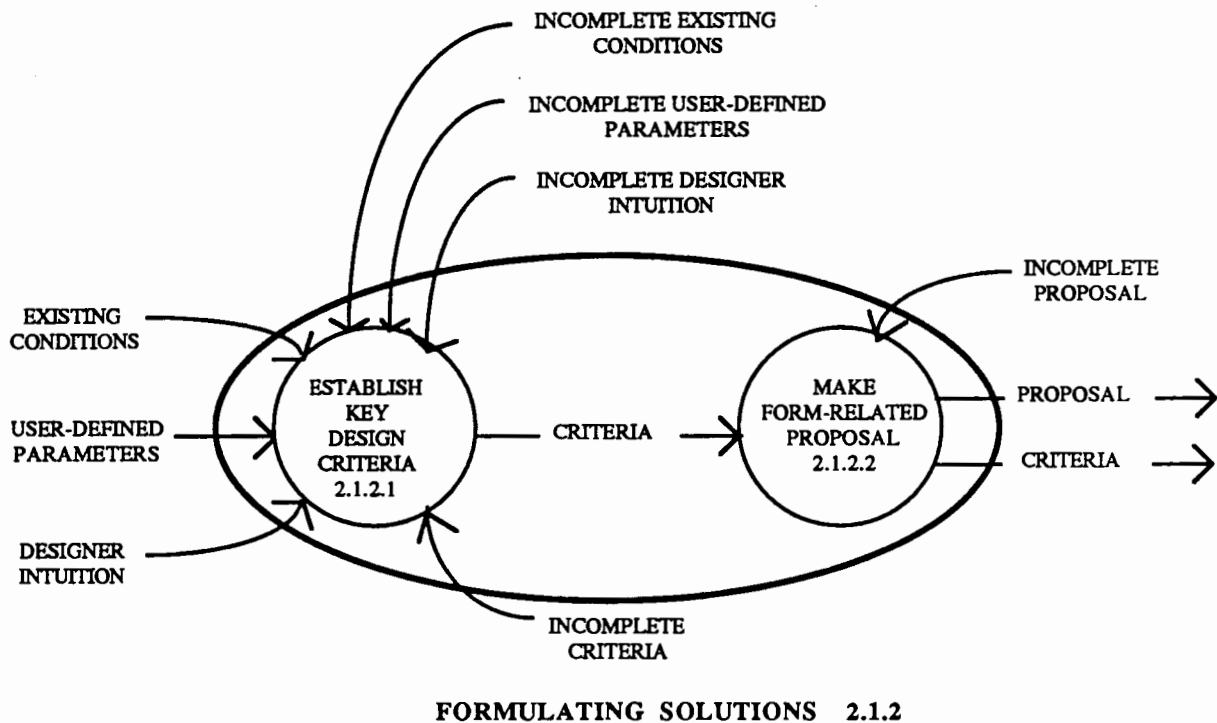 INCOMPLETE EXISTING
CONDITIONS
INCOMPLETE USER-DEFINED
PARAMETERS
INCOMPLETE DESIGNER
INTUITION
INCOMPLETE
PROPOSAL
EXISTING
CONDITIONS
USER-DEFINED
PARAMETERS
DESIGNER
INTUITION
ESTABLISH
KEY
DESIGN
CRITERIA
2.1.2.1
CRITERIA
MAKE
FORM-RELATED
PROPOSAL
2.1.2.2
PROPOSAL
CRITERIA
INCOMPLETE
CRITERIA
FORMULATING SOLUTIONS 2.1.2